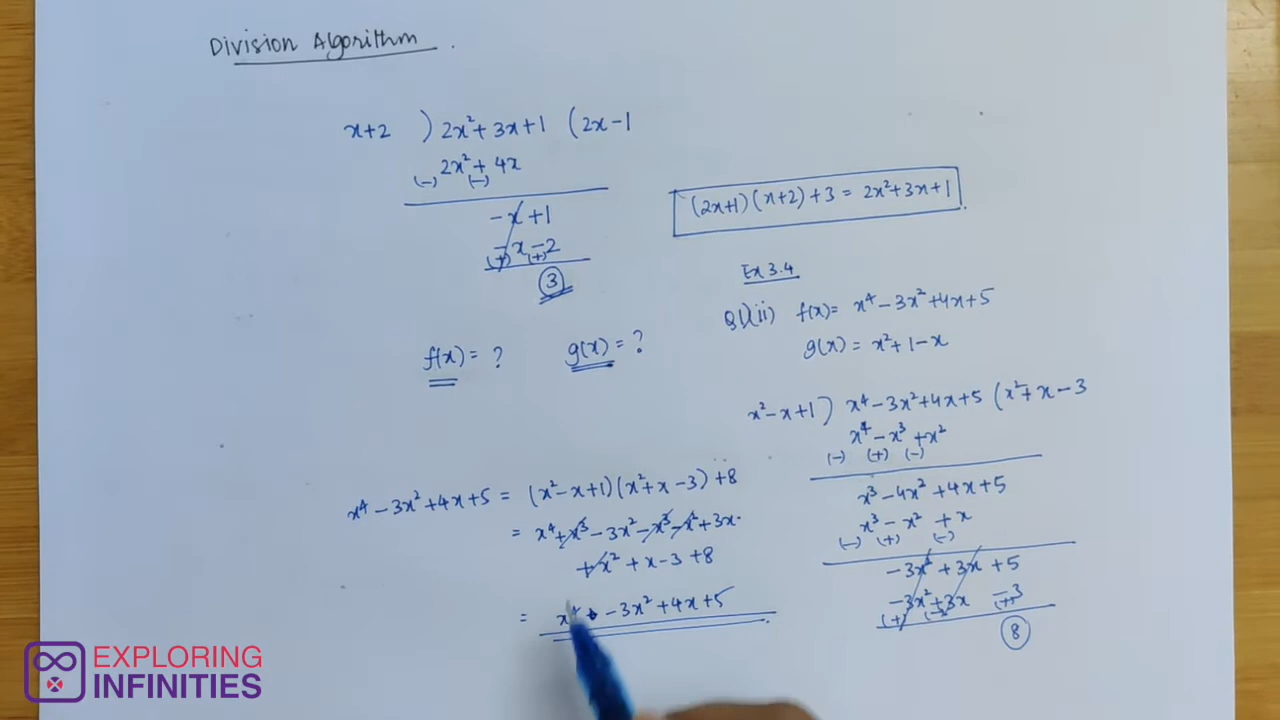 Division Algorithm.
x+2 ) 2x²+3x+1 ( 2x-1
2x²+4x
(-) (-)
-x+1
-x-2
(+) (+)
3
(2x+1)(x+2)+3 = 2x²+3x+1
f(x) = ? g(x) = ?
Ex 3.4
Q1)(ii) f(x) = x⁴-3x²+4x+5
g(x) = x²+1-x
x²-x+1 ) x⁴-3x²+4x+5 ( x²+x-3
x⁴-x³+x²
(-) (+) (-)
x³-4x²+4x+5
x³-x²+x
(-) (+) (-)
-3x²+3x+5
-3x²+3x-3
(+) (-) (+)
8
x⁴-3x²+4x+5 = (x²-x+1)(x²+x-3)+8
= x⁴+x³-3x²-x³-x²+3x
+x²+x-3+8
= x⁴ -3x²+4x+5
EXPLORING
INFINITIES